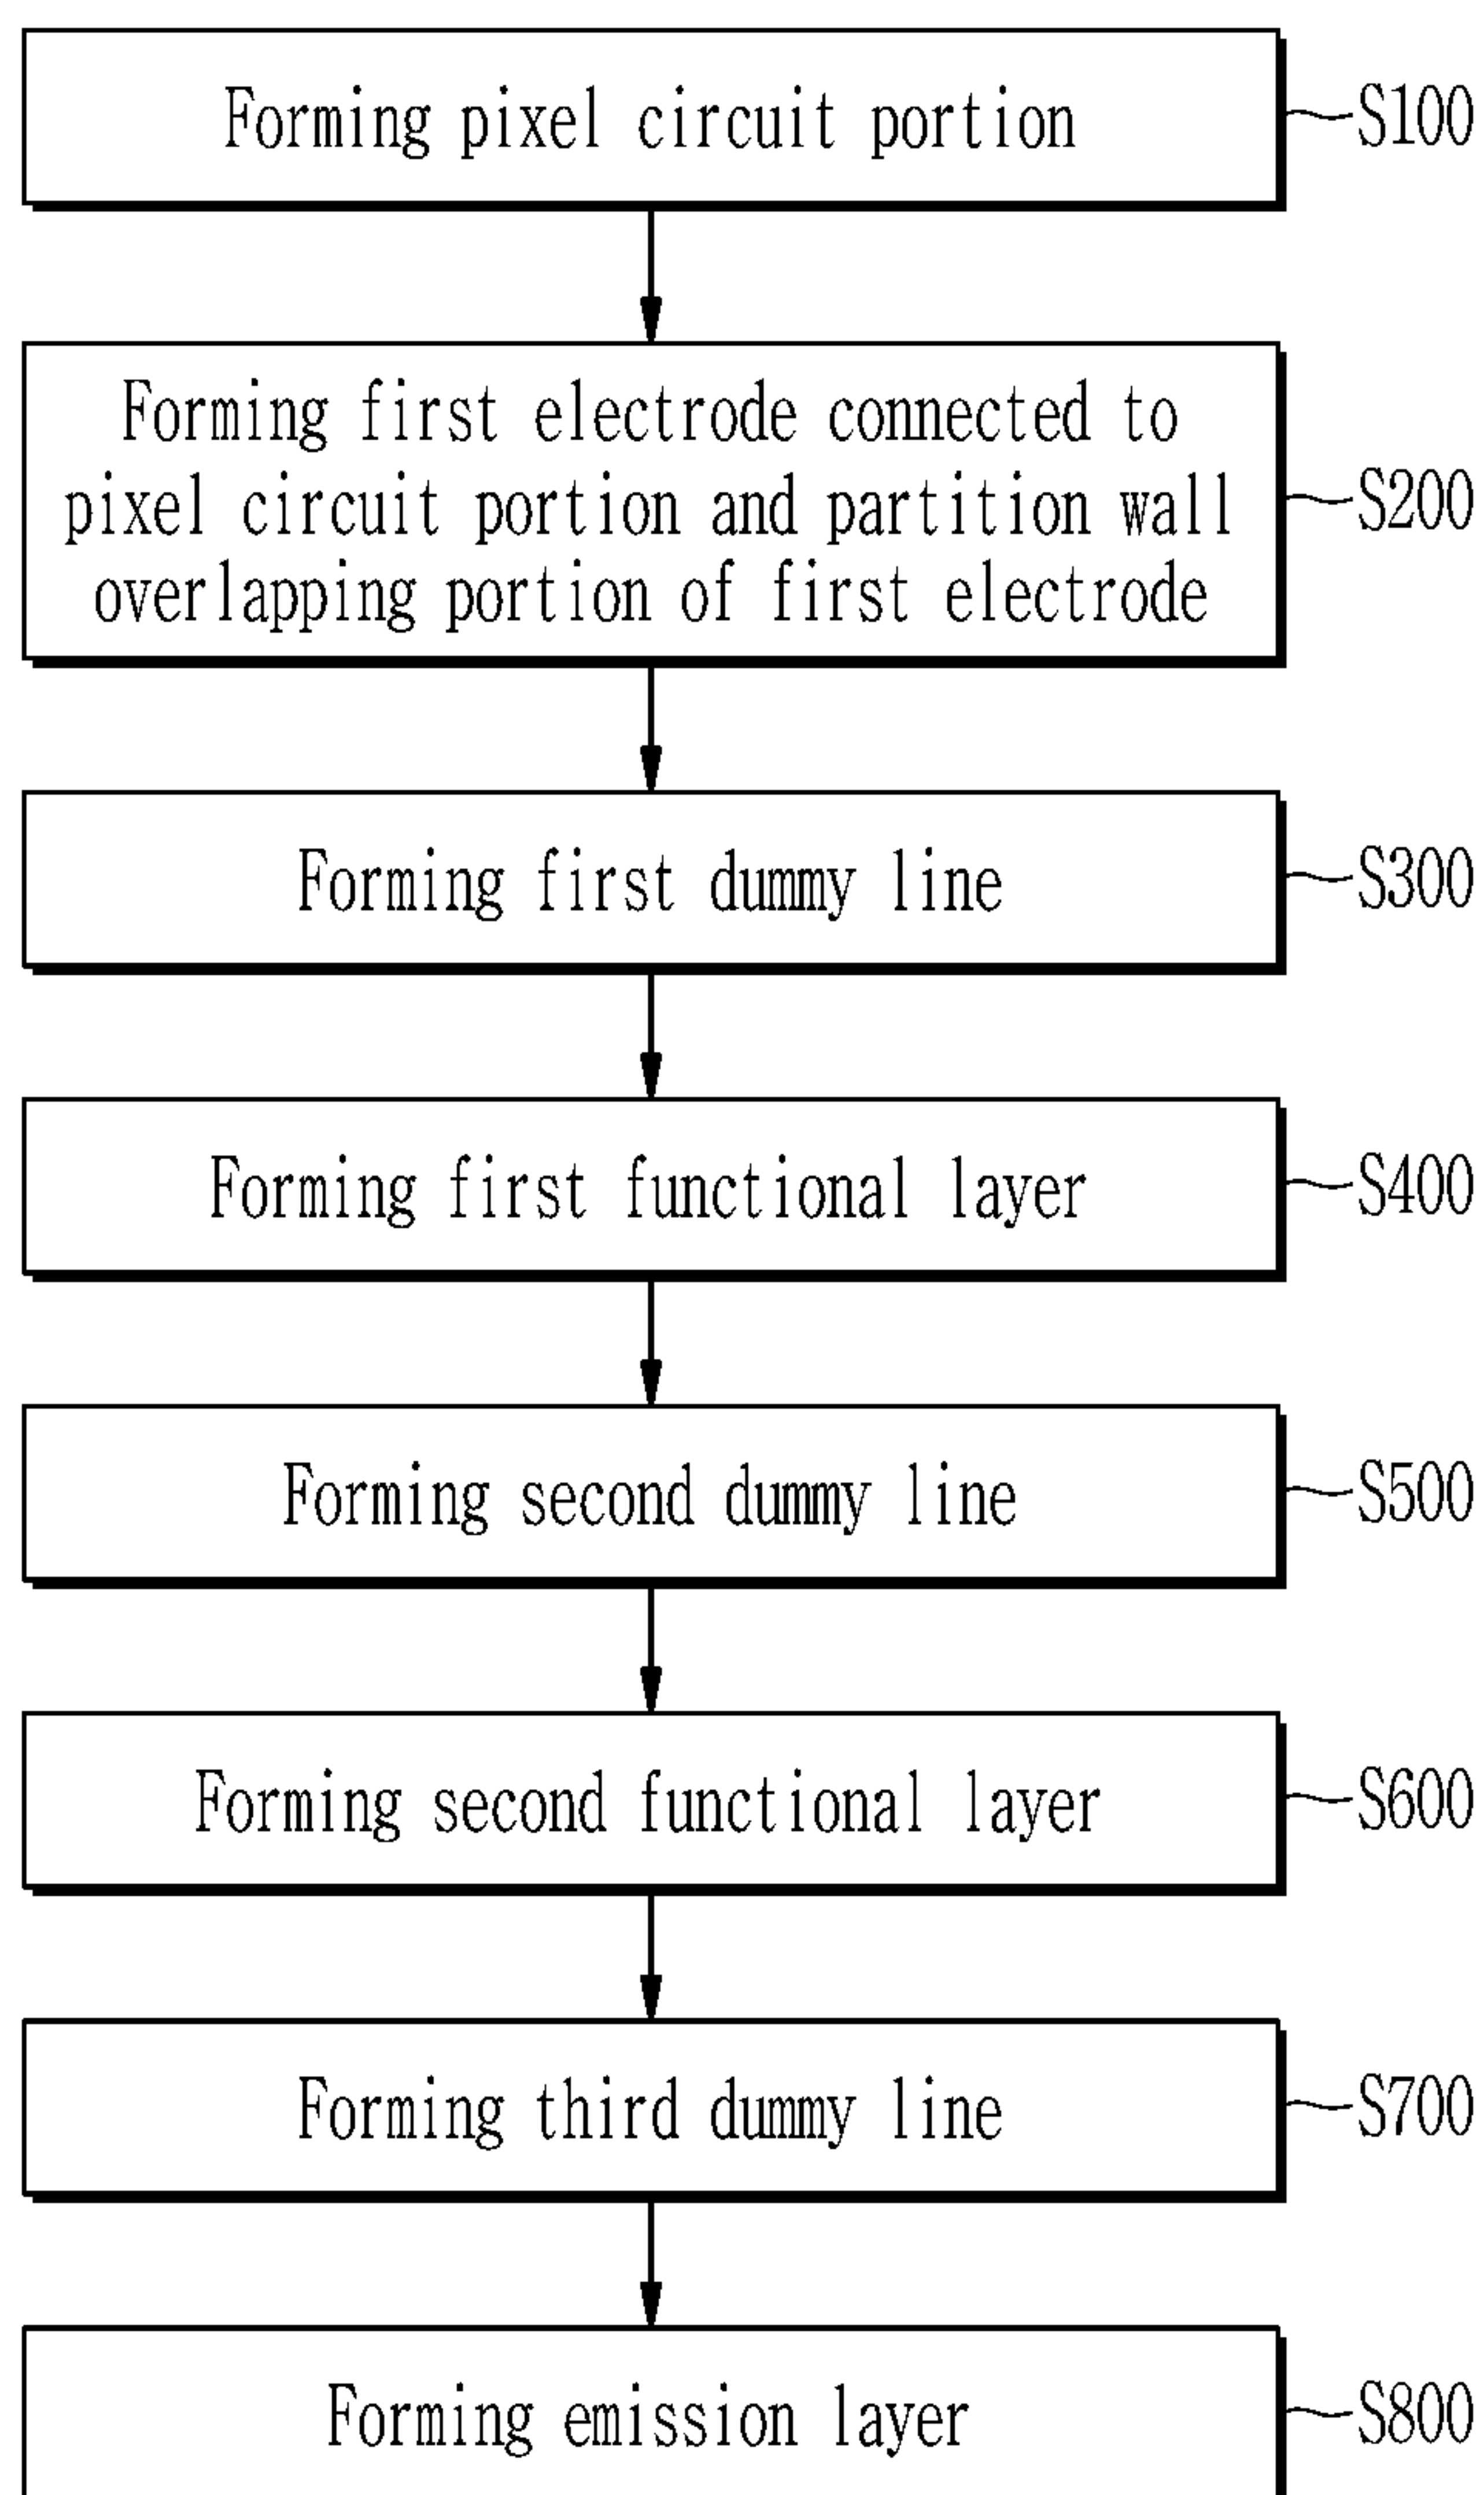 Forming pixel circuit portion
S100
Forming first electrode connected to
pixel circuit portion and partition wall
overlapping portion of first electrode
S200
Forming first dummy line
S300
Forming first functional layer
S400
Forming second dummy line
S500
Forming second functional layer
S600
Forming third dummy line
S700
Forming emission layer
S800